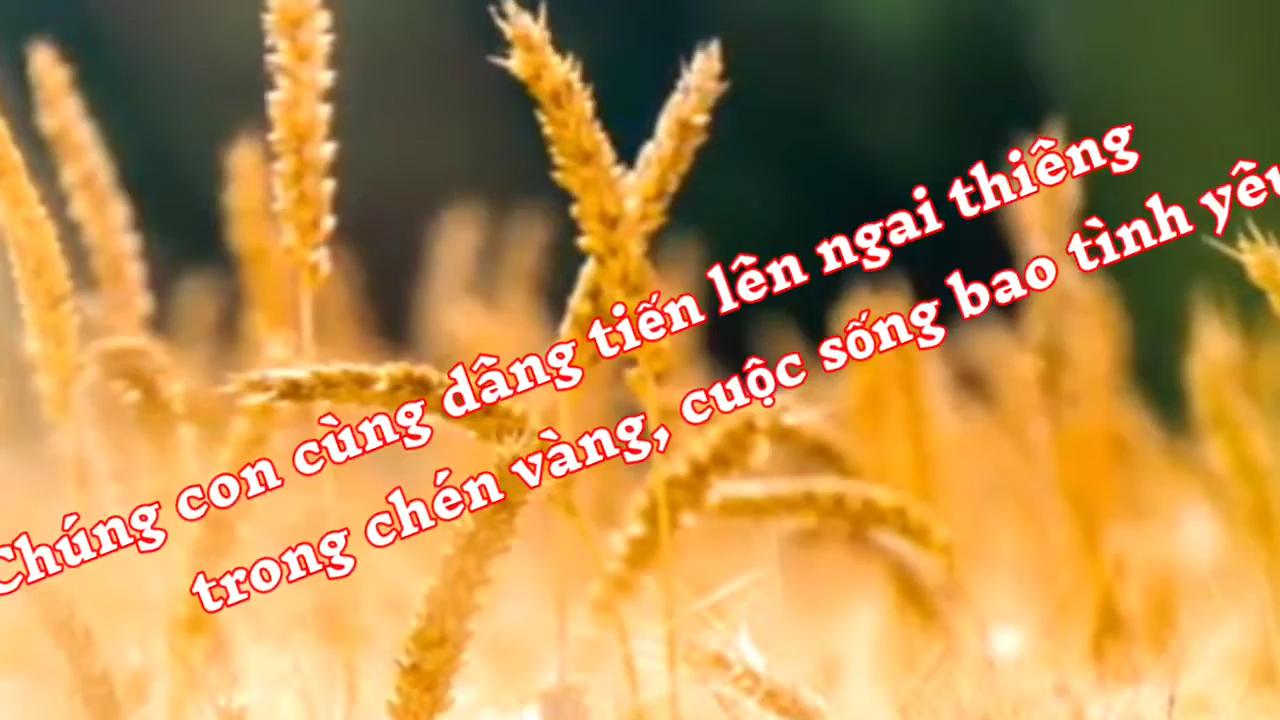 Chúng con cùng dâng tiến lên ngai thiêng
trong chén vàng, cuộc sống bao tình yêu